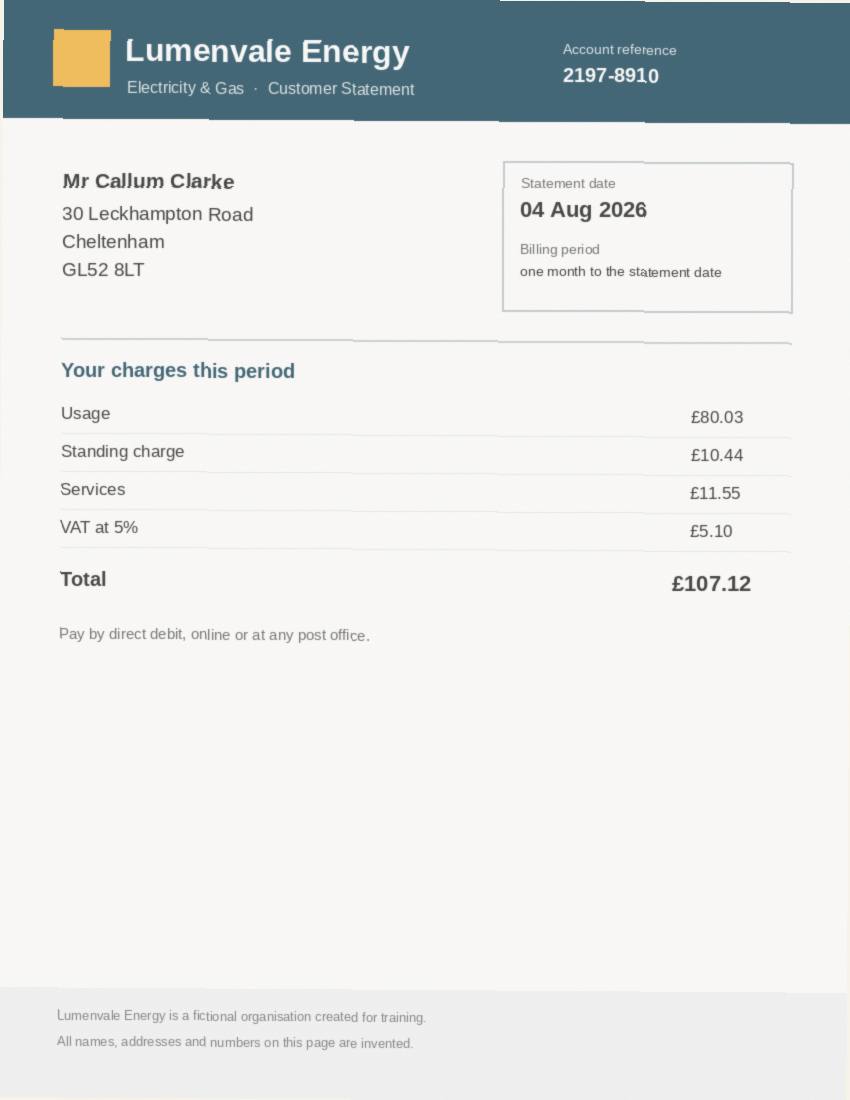 Lumenvale Energy
Electricity & Gas · Customer Statement
Account reference
2197-8910
Mr Callum Clarke
30 Leckhampton Road
Cheltenham
GL52 8LT
Statement date
04 Aug 2026
Billing period
one month to the statement date
Your charges this period
Usage £80.03
Standing charge £10.44
Services £11.55
VAT at 5% £5.10
Total £107.12
Pay by direct debit, online or at any post office.
Lumenvale Energy is a fictional organisation created for training.
All names, addresses and numbers on this page are invented.